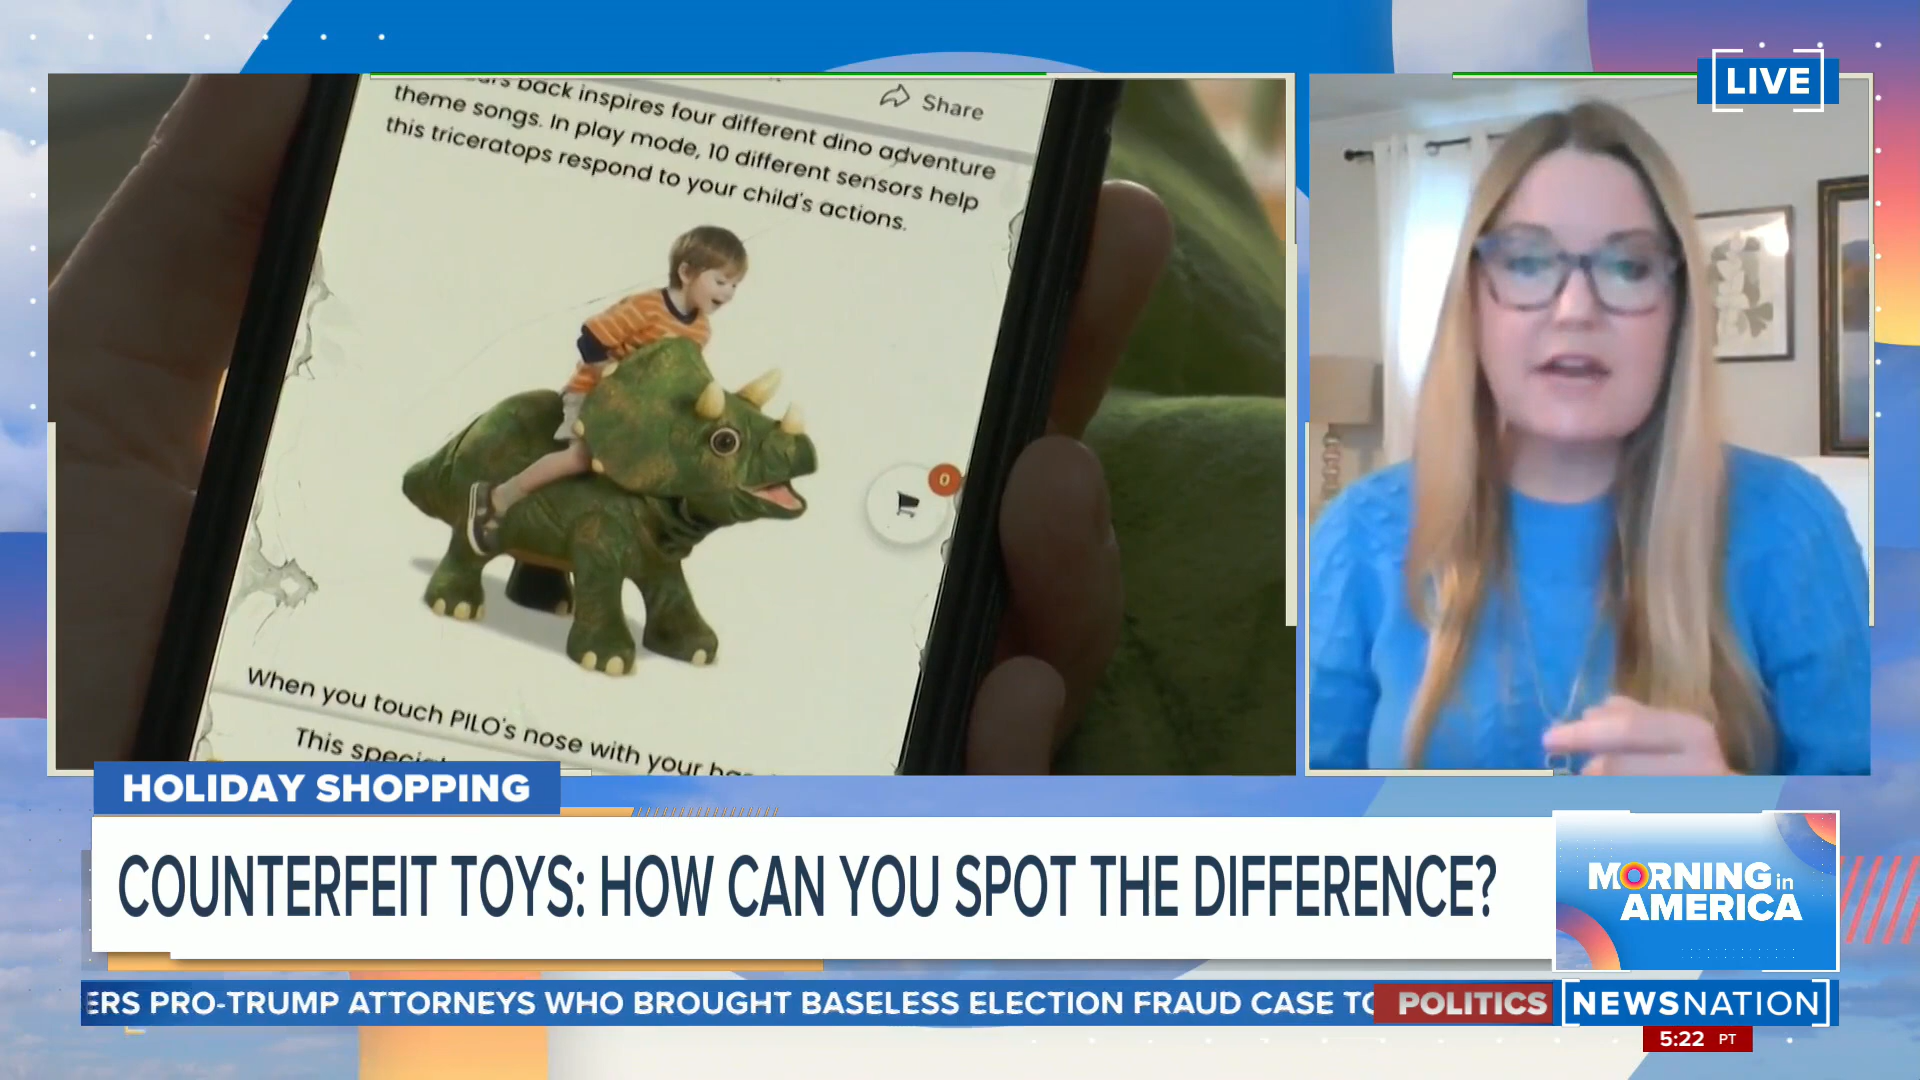 LIVE
Share
back inspires four different dino adventure
theme songs. In play mode, 10 different sensors help
this triceratops respond to your child's actions.
0
When you touch PILO's nose with your
This
HOLIDAY SHOPPING
COUNTERFEIT TOYS: HOW CAN YOU SPOT THE DIFFERENCE?
MORNING in
AMERICA
ERS PRO-TRUMP ATTORNEYS WHO BROUGHT BASELESS ELECTION FRAUD CASE TO
POLITICS
NEWSNATION
5:22 PT